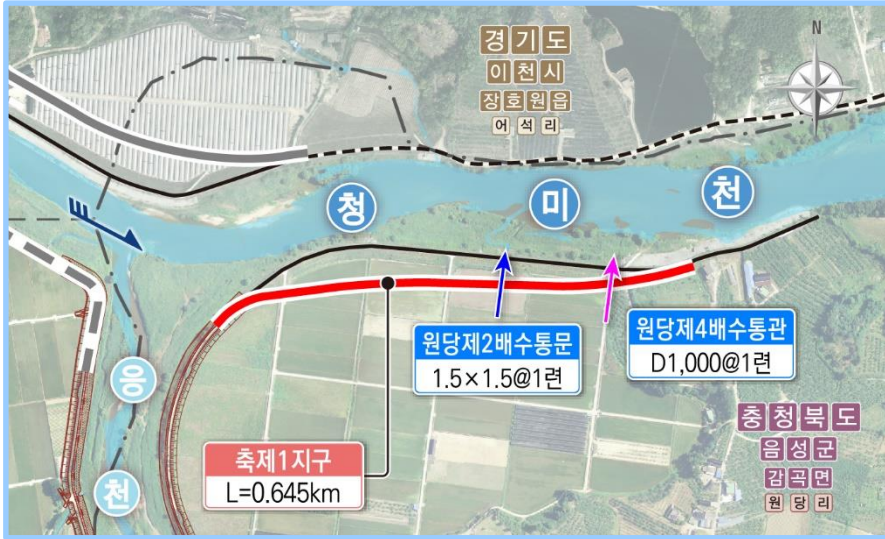 경기도
이천시
장호원읍
어석리
N
청 미 천
원당제2배수통문
1.5×1.5@1련
원당제4배수통관
D1,000@1련
응
천
축제1지구
L=0.645km
충청북도
음성군
감곡면
원당리